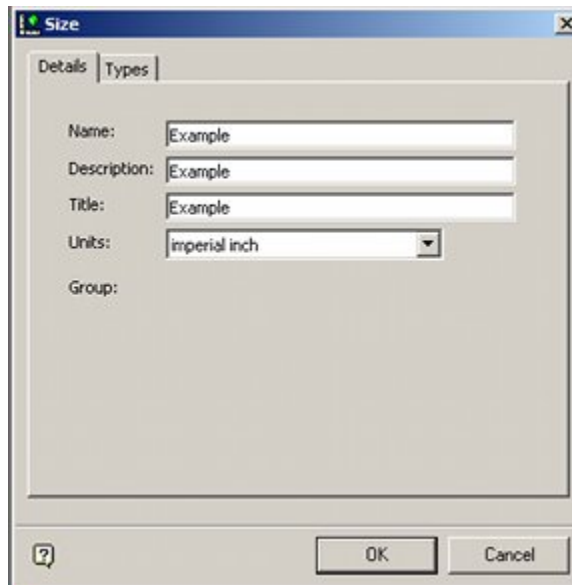 Size
Details Types
Name: Example
Description: Example
Title: Example
Units: imperial inch
Group:
OK Cancel